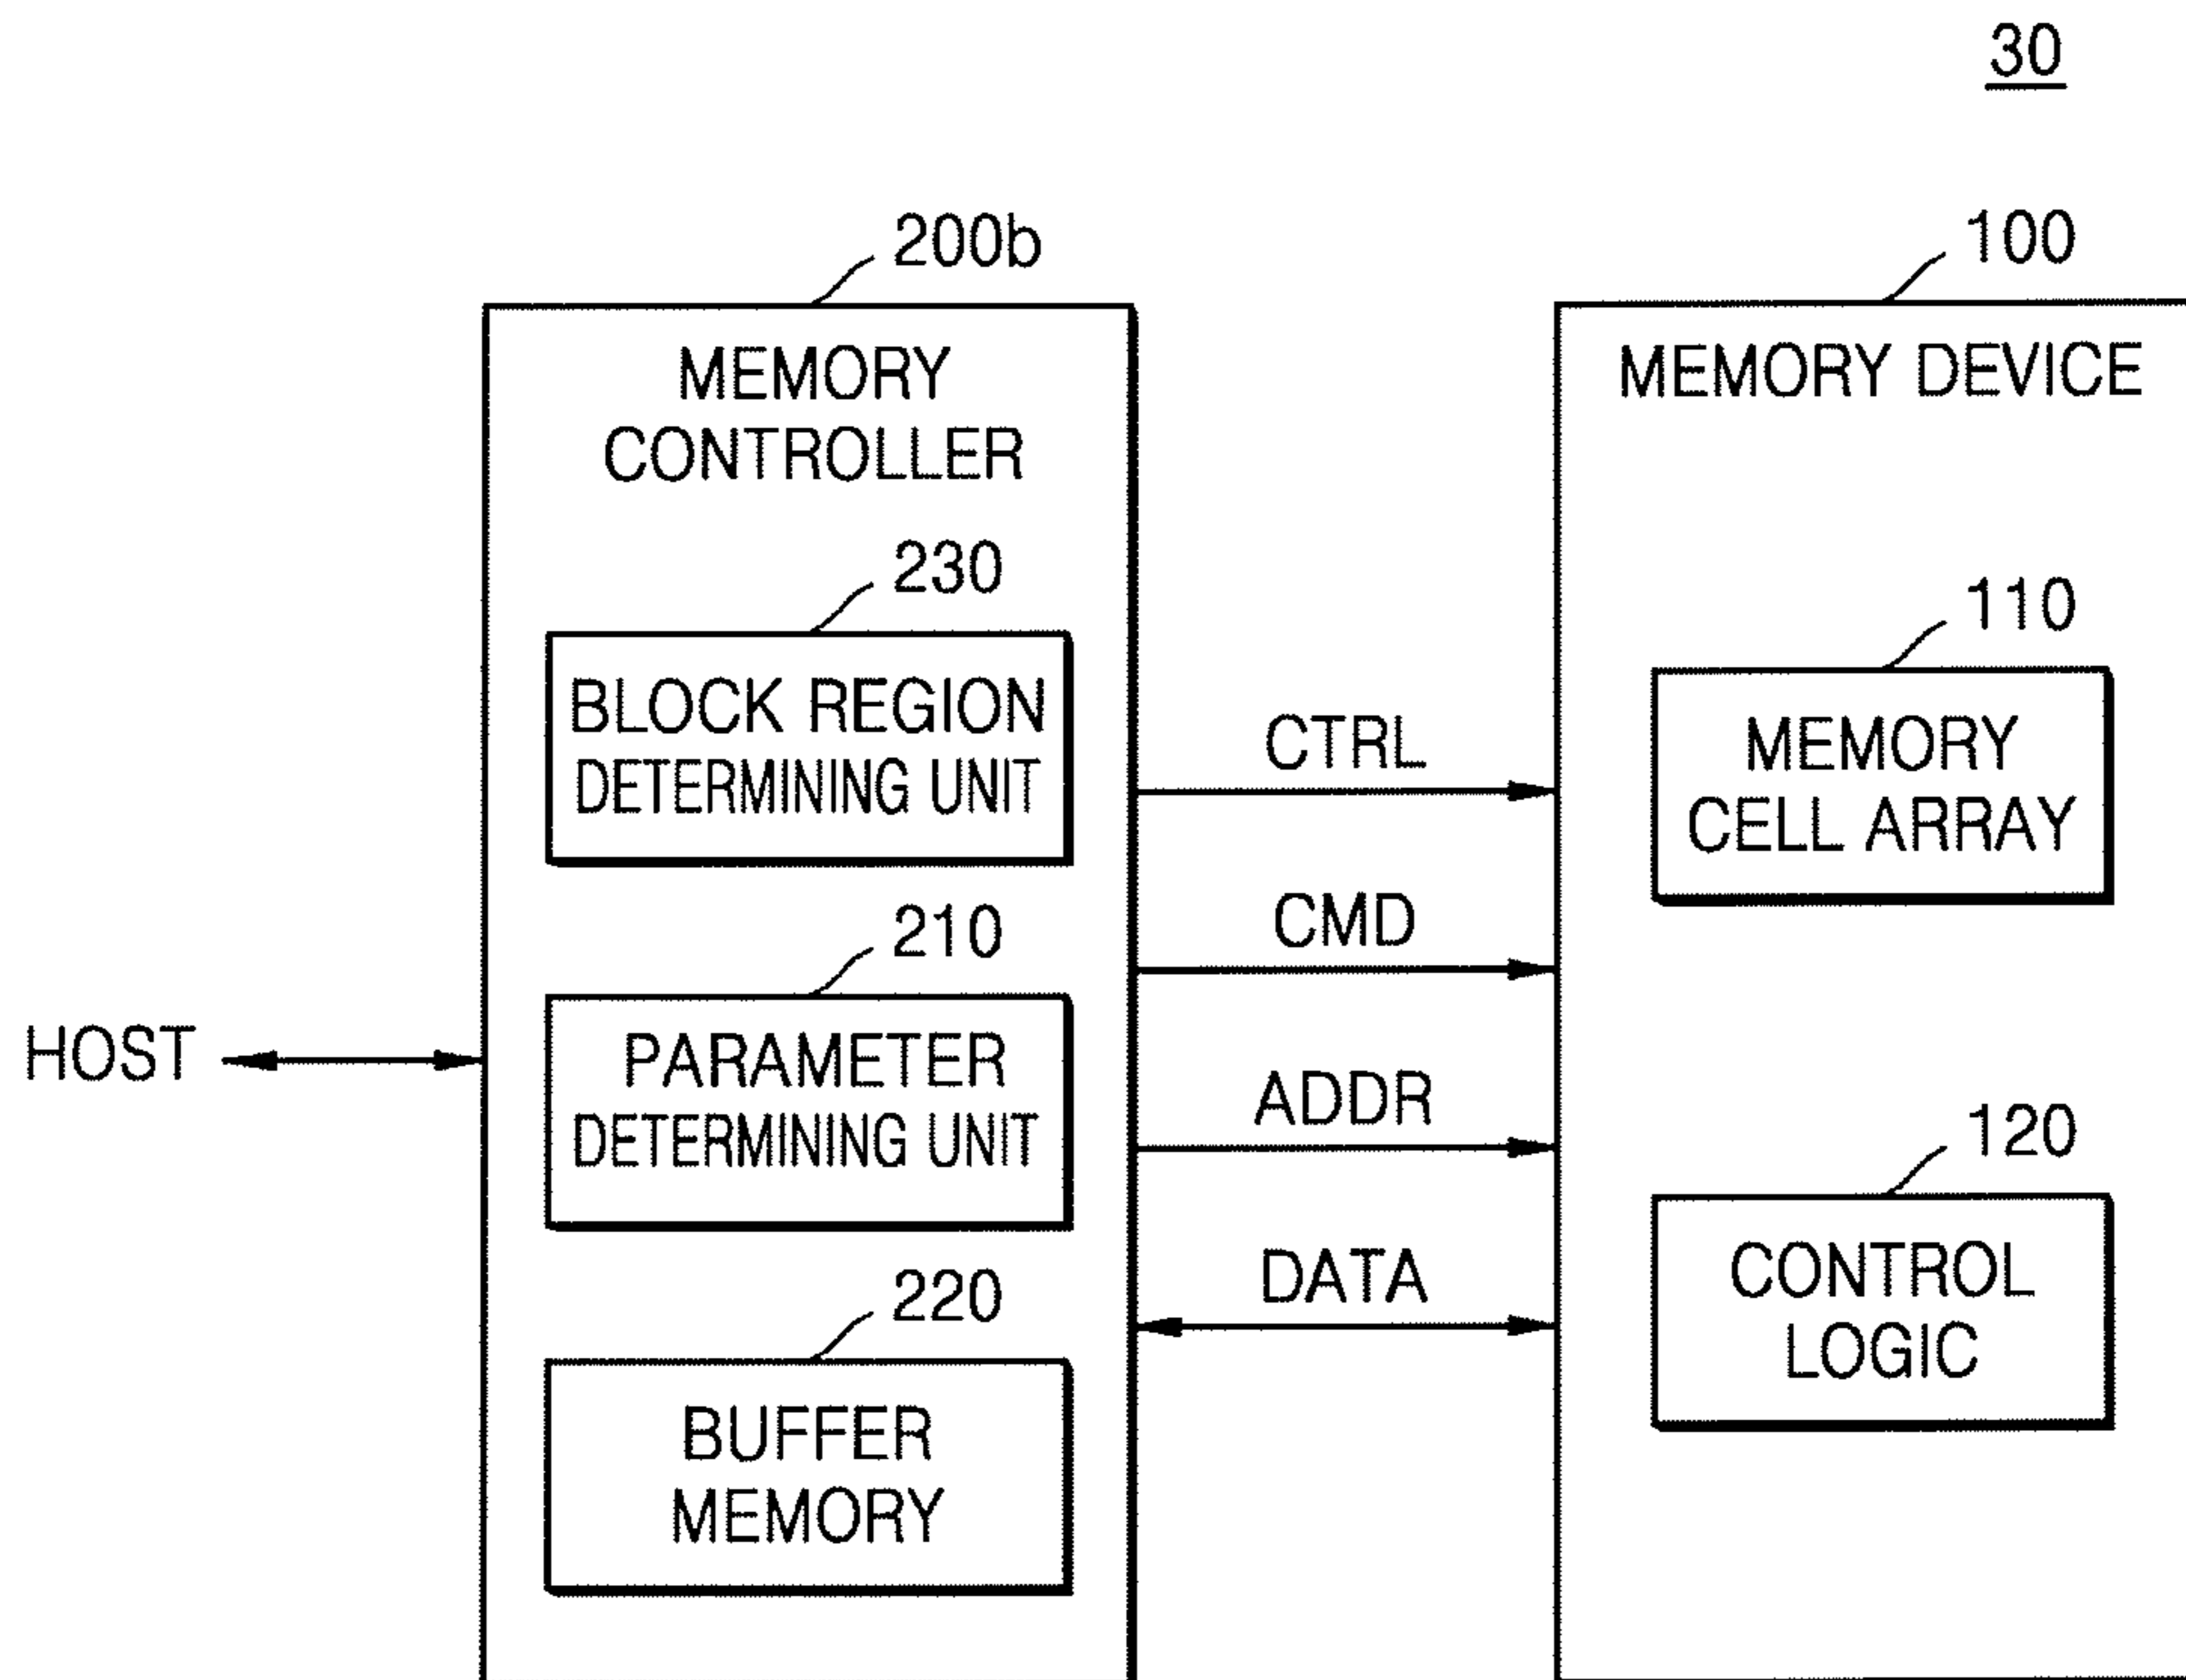 30
200b
MEMORY
CONTROLLER
230
BLOCK REGION
DETERMINING UNIT
210
PARAMETER
DETERMINING UNIT
220
BUFFER
MEMORY
HOST
CTRL
CMD
ADDR
DATA
100
MEMORY DEVICE
110
MEMORY
CELL ARRAY
120
CONTROL
LOGIC